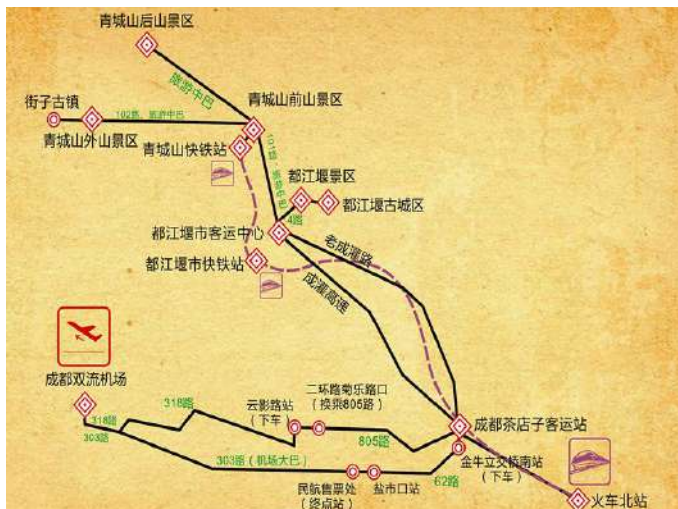 青城山后山景区
旅游中巴
街子古镇
青城山前山景区
102路、旅游中巴
青城山外山景区
青城山快铁站
101路、旅游中巴
都江堰景区
都江堰古城区
4路
都江堰市客运中心
老成灌路
都江堰市快铁站
成灌高速
成都双流机场
318路
318路
303路
云影路站
（下车）
二环路菊乐路口
（换乘805路）
805路
成都茶店子客运站
303路（机场大巴）
62路
金牛立交桥南站
（下车）
民航售票处
（终点站）
盐市口站
火车北站